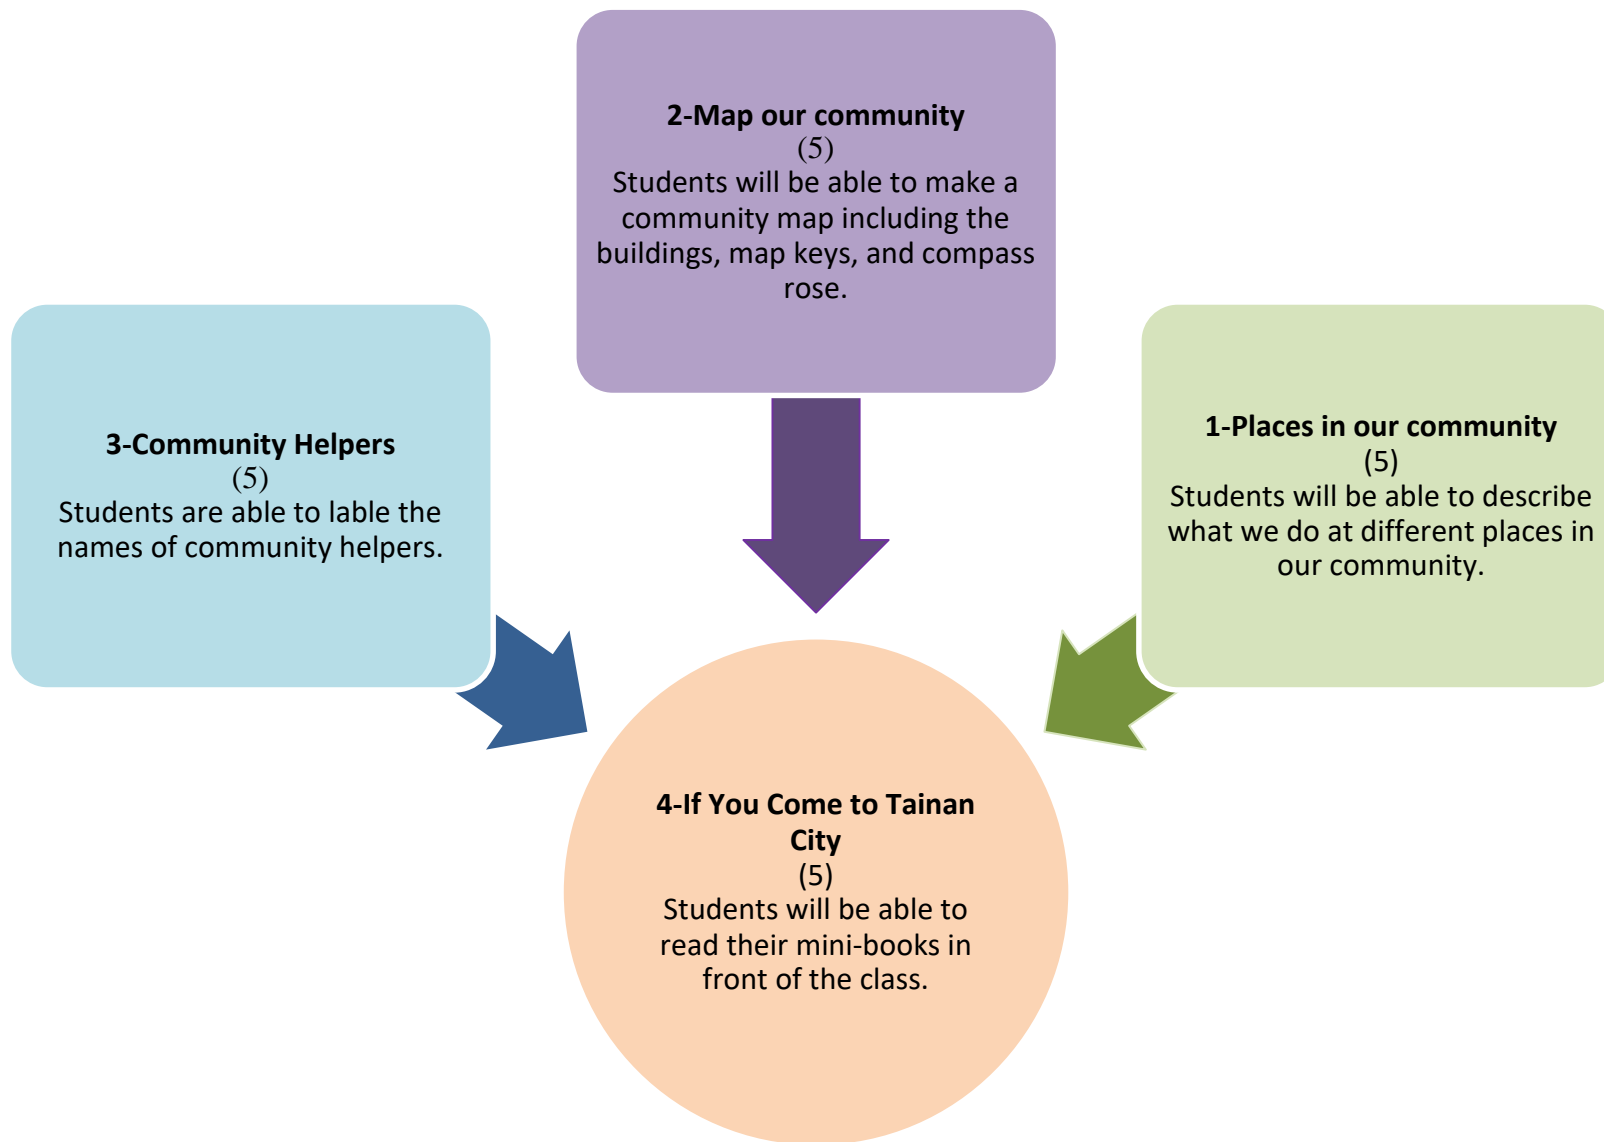 2-Map our community
(5)
Students will be able to make a
community map including the
buildings, map keys, and compass
rose.
3-Community Helpers
(5)
Students are able to lable the
names of community helpers.
1-Places in our community
(5)
Students will be able to describe
what we do at different places in
our community.
4-If You Come to Tainan
City
(5)
Students will be able to
read their mini-books in
front of the class.